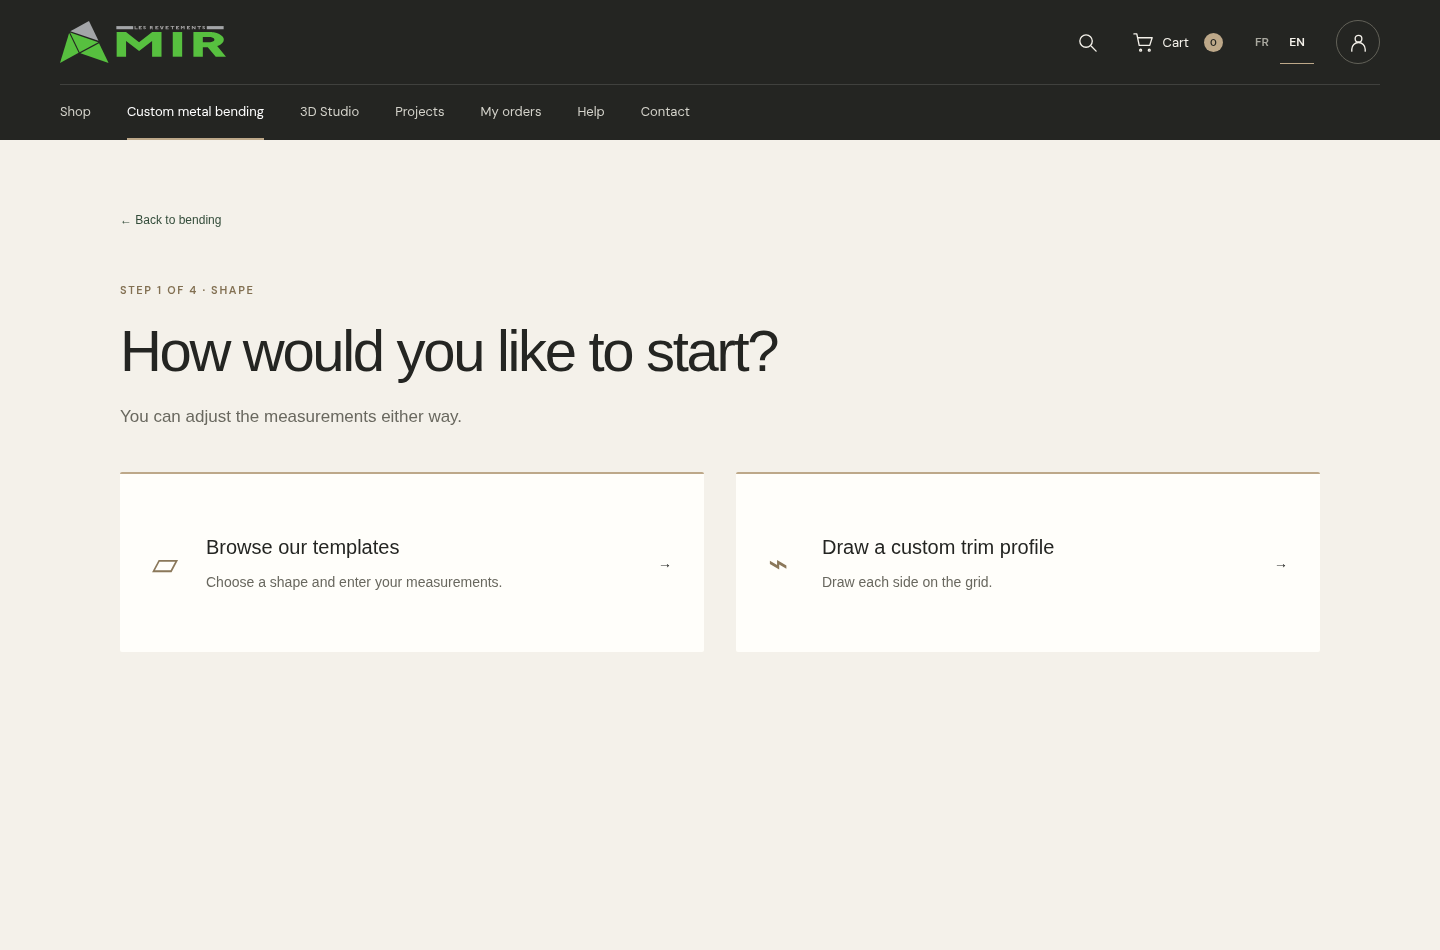 LES REVÊTEMENTS
MIR
Cart 0 FR EN
Shop Custom metal bending 3D Studio Projects My orders Help Contact
← Back to bending
STEP 1 OF 4 · SHAPE
How would you like to start?
You can adjust the measurements either way.
Browse our templates
Choose a shape and enter your measurements.
→
Draw a custom trim profile
Draw each side on the grid.
→